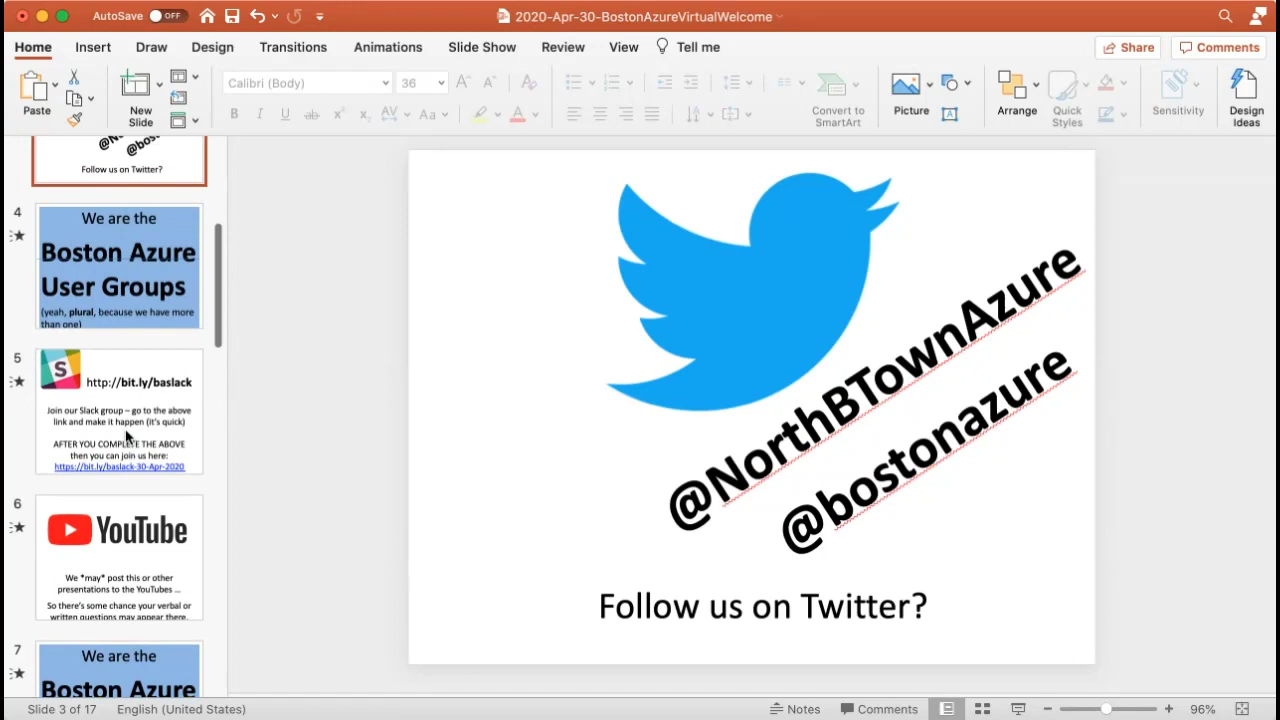 AutoSave OFF
2020-Apr-30-BostonAzureVirtualWelcome
Home Insert Draw Design Transitions Animations Slide Show Review View Tell me Share Comments
Paste
New
Slide
Calibri (Body) 36
Convert to
SmartArt
Picture
Arrange
Quick
Styles
Sensitivity
Design
Ideas
Follow us on Twitter?
4
We are the
Boston Azure
User Groups
(yeah, plural, because we have more
than one)
5
http://bit.ly/baslack
Join our Slack group – go to the above
link and make it happen (it's quick)
AFTER YOU COMPLETE THE ABOVE
then you can join us here:
https://bit.ly/baslack-30-Apr-2020
6
YouTube
We *may* post this or other
presentations to the YouTubes ...
So there's some chance your verbal or
written questions may appear there.
7
We are the
Boston Azure
@NorthBTownAzure
@bostonazure
Follow us on Twitter?
Slide 3 of 17 English (United States) Notes Comments 96%